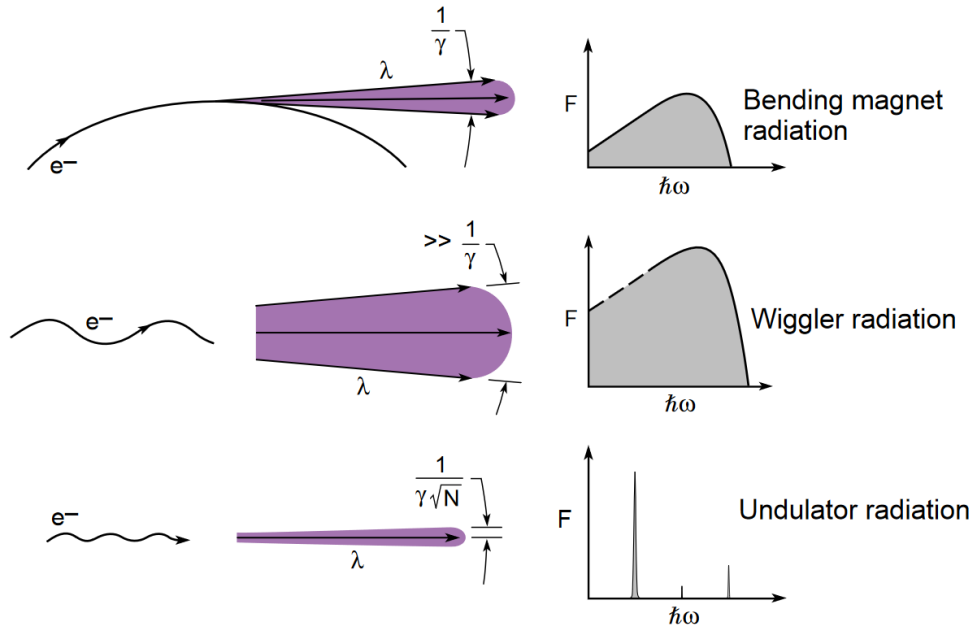 1/γ
λ
e–
F
ħω
Bending magnet
radiation
>> 1/γ
e–
λ
F
ħω
Wiggler radiation
1/γ√N
e–
λ
F
ħω
Undulator radiation